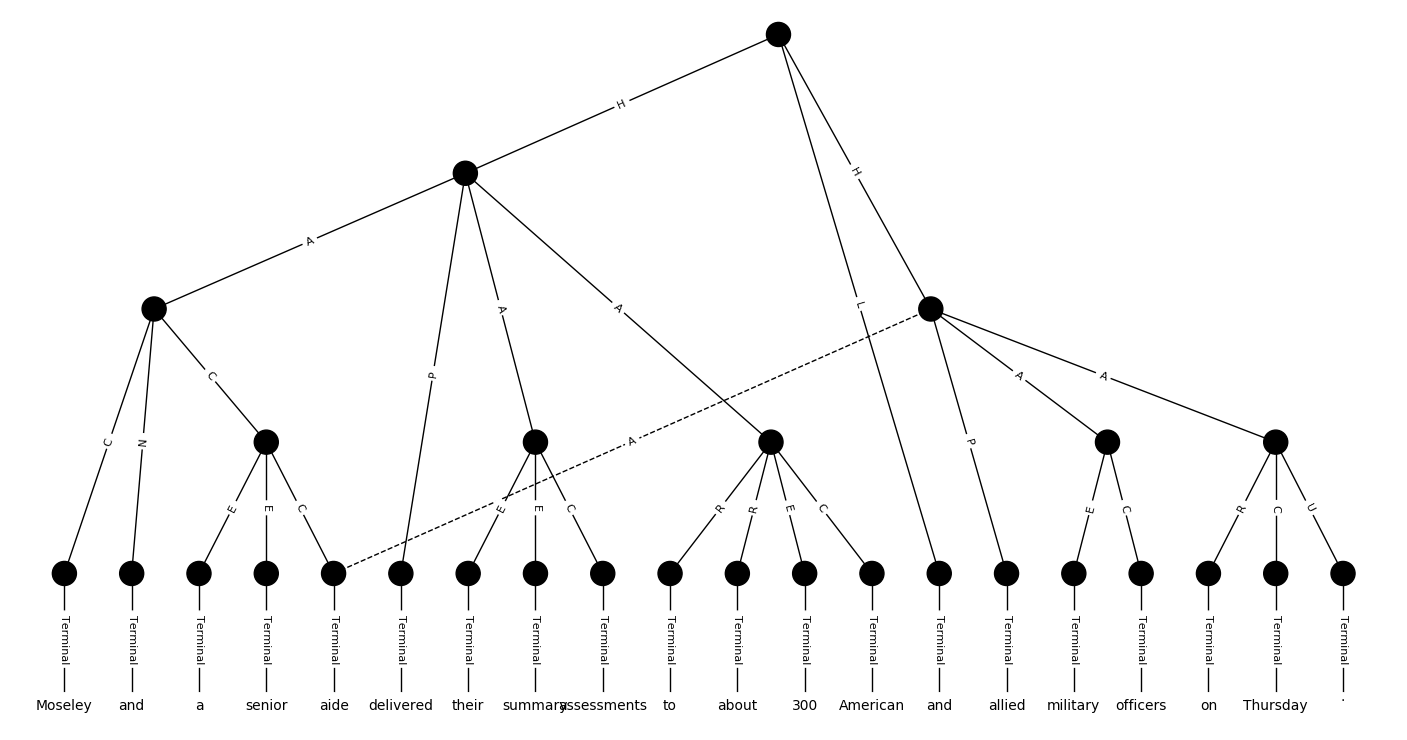 H
H
A
A
A
L
C
P
A
A
C
N
A
P
E
E
C
E
E
C
R
R
E
C
E
C
R
C
U
Terminal Terminal Terminal Terminal Terminal Terminal Terminal Terminal Terminal Terminal Terminal Terminal Terminal Terminal Terminal Terminal Terminal Terminal Terminal Terminal
Moseley and a senior aide delivered their summary assessments to about 300 American and allied military officers on Thursday .